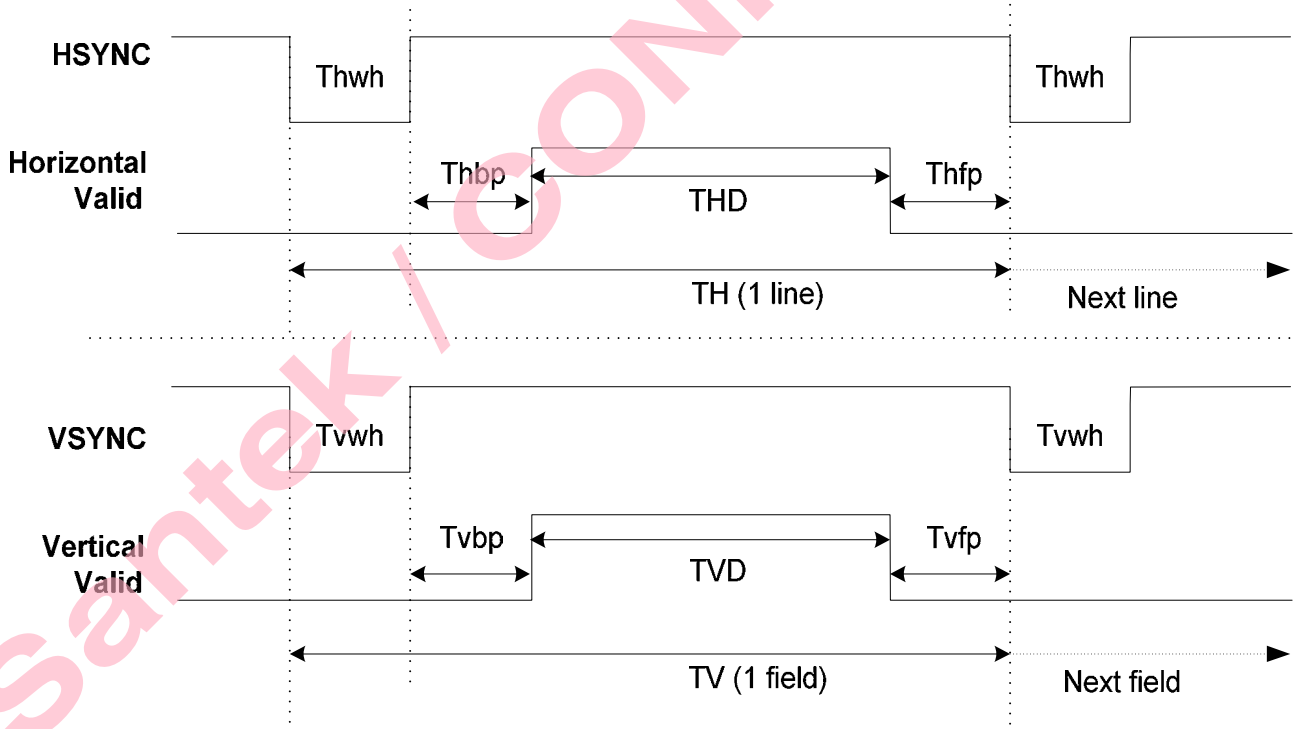 HSYNC
Thwh
Thwh
Horizontal
Valid
Thbp
THD
Thfp
TH (1 line)
Next line
VSYNC
Tvwh
Tvwh
Vertical
Valid
Tvbp
TVD
Tvfp
TV (1 field)
Next field
Santek / CON